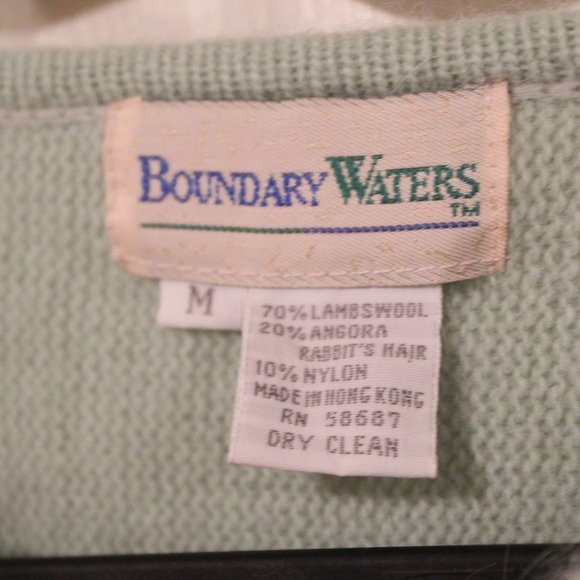 BOUNDARY WATERS
TM
M
70% LAMBSWOOL
20% ANGORA
RABBIT'S HAIR
10% NYLON
MADE IN HONG KONG
RN 58687
DRY CLEAN